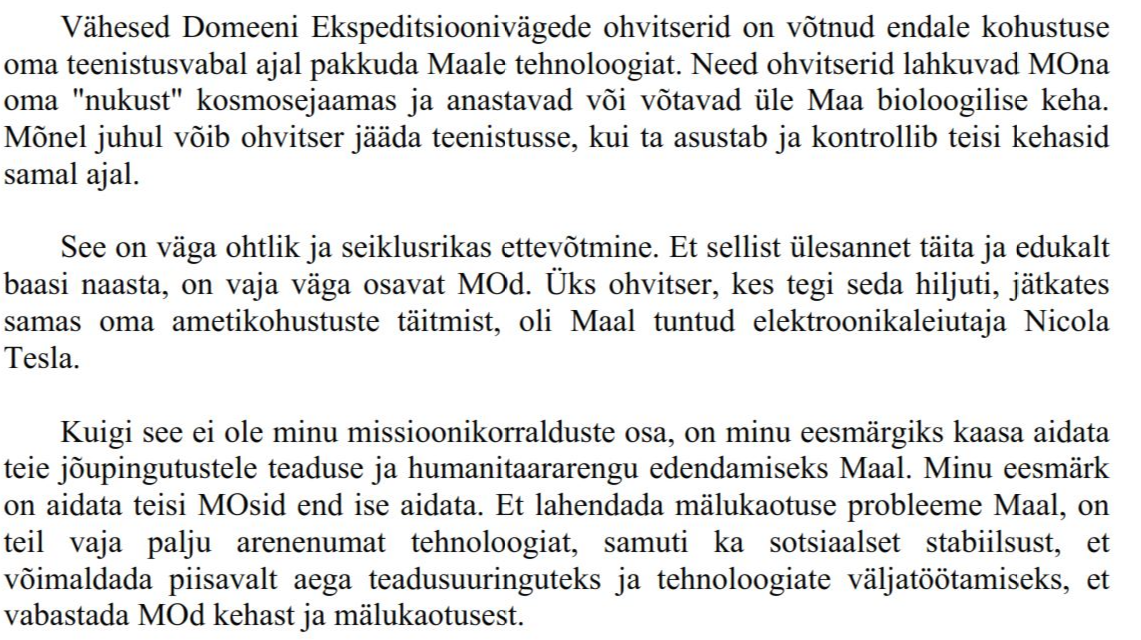 Vähesed Domeeni Ekspeditsioonivägede ohvitserid on võtnud endale kohustuse
oma teenistusvabal ajal pakkuda Maale tehnoloogiat. Need ohvitserid lahkuvad MOna
oma "nukust" kosmosejaamas ja anastavad või võtavad üle Maa bioloogilise keha.
Mõnel juhul võib ohvitser jääda teenistusse, kui ta asustab ja kontrollib teisi kehasid
samal ajal.
See on väga ohtlik ja seiklusrikas ettevõtmine. Et sellist ülesannet täita ja edukalt
baasi naasta, on vaja väga osavat MOd. Üks ohvitser, kes tegi seda hiljuti, jätkates
samas oma ametikohustuste täitmist, oli Maal tuntud elektroonikaleiutaja Nicola
Tesla.
Kuigi see ei ole minu missioonikorralduste osa, on minu eesmärgiks kaasa aidata
teie jõupingutustele teaduse ja humanitaararengu edendamiseks Maal. Minu eesmärk
on aidata teisi MOsid end ise aidata. Et lahendada mälukaotuse probleeme Maal, on
teil vaja palju arenenumat tehnoloogiat, samuti ka sotsiaalset stabiilsust, et
võimaldada piisavalt aega teadusuuringuteks ja tehnoloogiate väljatöötamiseks, et
vabastada MOd kehast ja mälukaotusest.